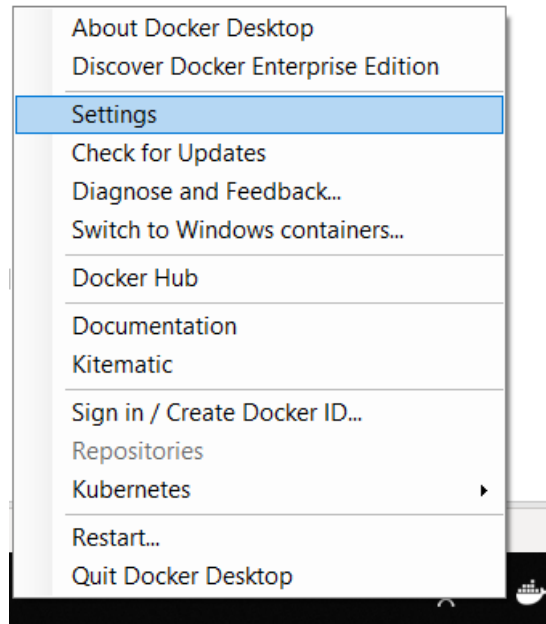 About Docker Desktop
Discover Docker Enterprise Edition
Settings
Check for Updates
Diagnose and Feedback...
Switch to Windows containers...
Docker Hub
Documentation
Kitematic
Sign in / Create Docker ID...
Repositories
Kubernetes
Restart...
Quit Docker Desktop